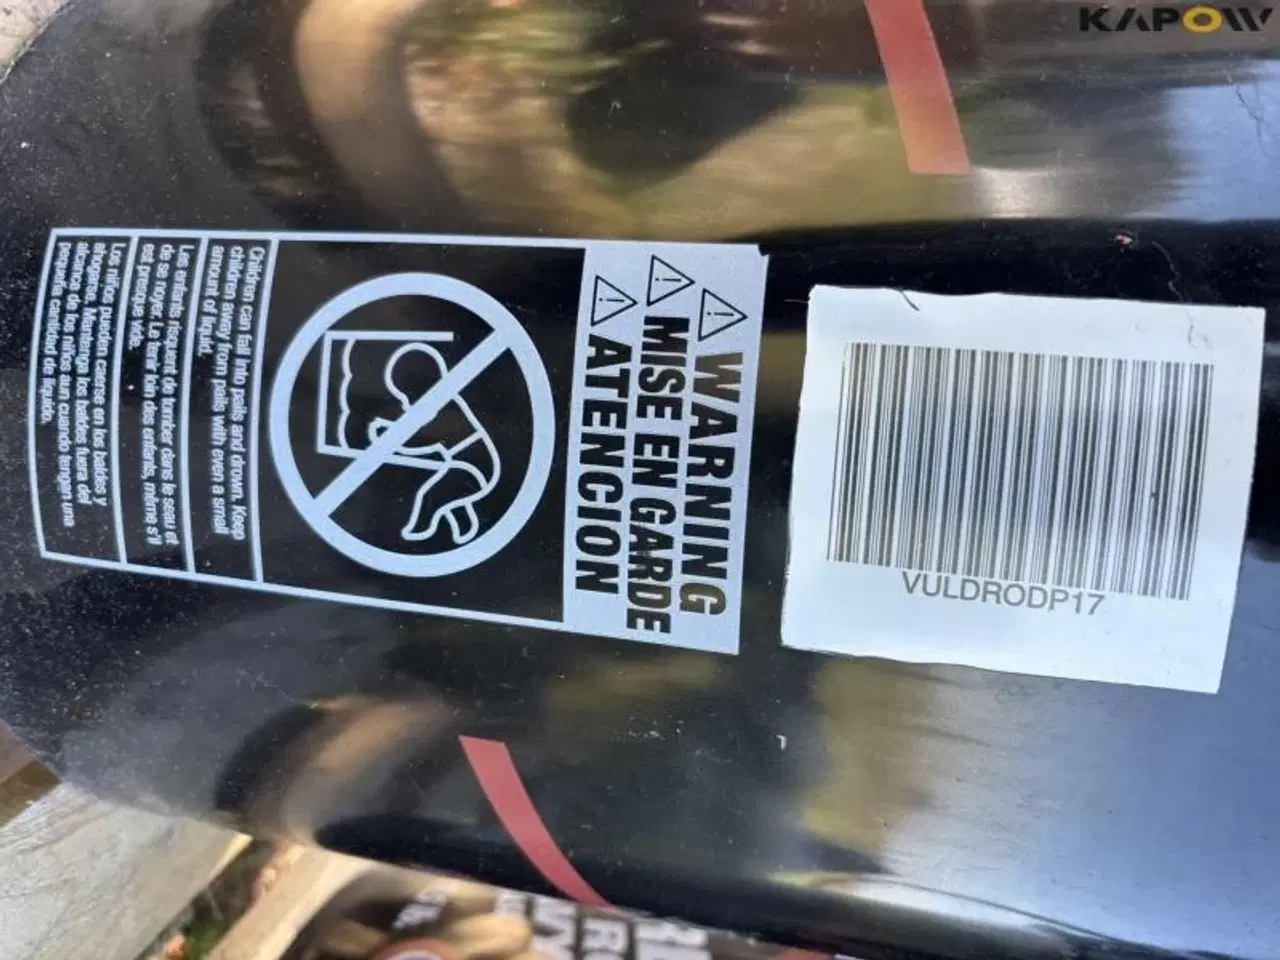 KAPOW
WARNING
MISE EN GARDE
ATENCION
Children can fall into pails and drown. Keep
children away from pails with even a small
amount of liquid.
Les enfants risquent de tomber dans le seau et
de se noyer. Le tenir loin des enfants, même s'il
est presque vide.
Los niños pueden caerse en los baldes y
ahogarse. Mantenga los baldes fuera del
alcance de los niños aun cuando tengan una
pequeña cantidad de líquido.
VULDRODP17